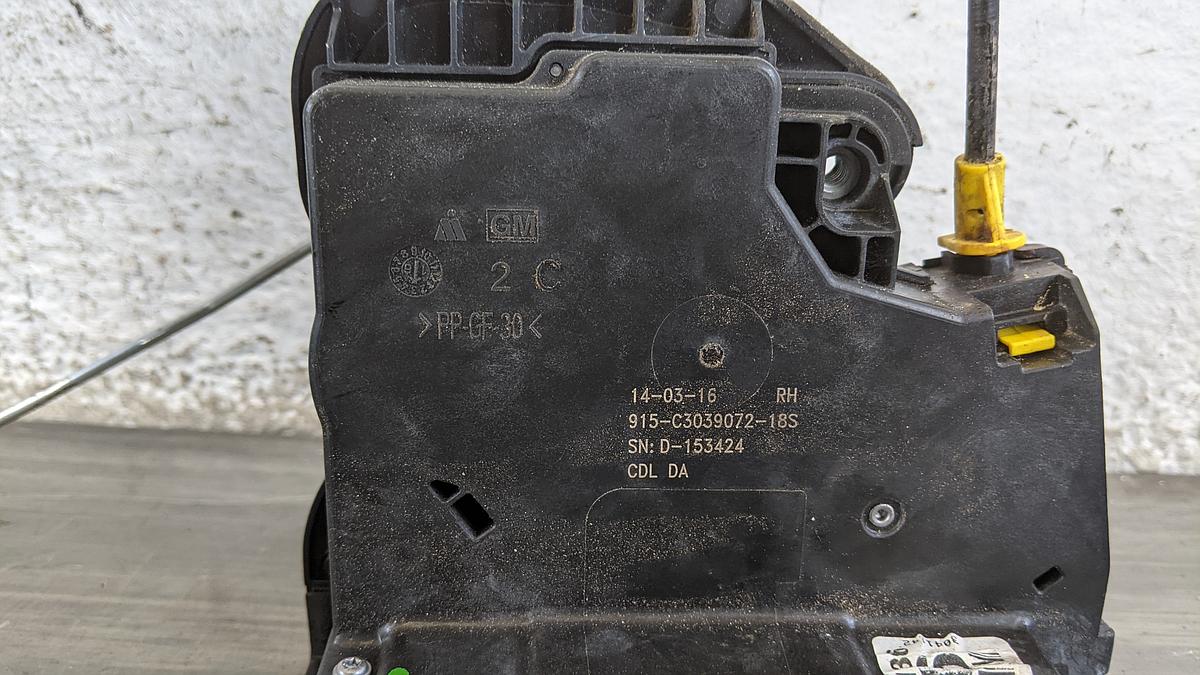 GM
2 C
>PP-GF-30<
14-03-16 RH
915-C3039072-18S
SN: D-153424
CDL DA